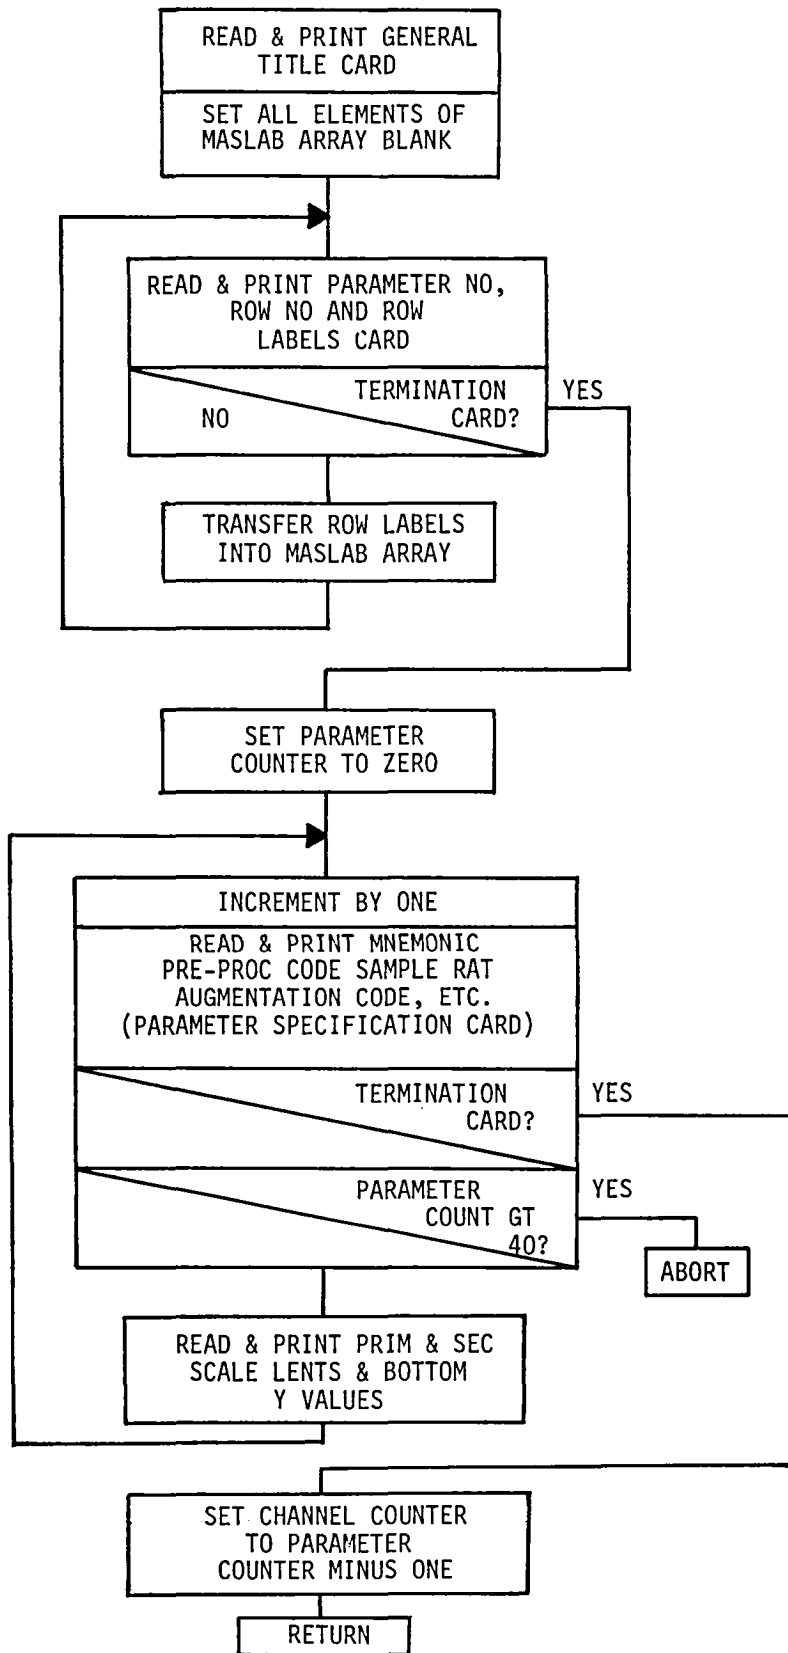 READ & PRINT GENERAL
TITLE CARD
SET ALL ELEMENTS OF
MASLAB ARRAY BLANK
READ & PRINT PARAMETER NO,
ROW NO AND ROW
LABELS CARD
TERMINATION
CARD?
NO
YES
TRANSFER ROW LABELS
INTO MASLAB ARRAY
SET PARAMETER
COUNTER TO ZERO
INCREMENT BY ONE
READ & PRINT MNEMONIC
PRE-PROC CODE SAMPLE RAT
AUGMENTATION CODE, ETC.
(PARAMETER SPECIFICATION CARD)
TERMINATION
CARD?
YES
PARAMETER
COUNT GT
40?
YES
ABORT
READ & PRINT PRIM & SEC
SCALE LENTS & BOTTOM
Y VALUES
SET CHANNEL COUNTER
TO PARAMETER
COUNTER MINUS ONE
RETURN